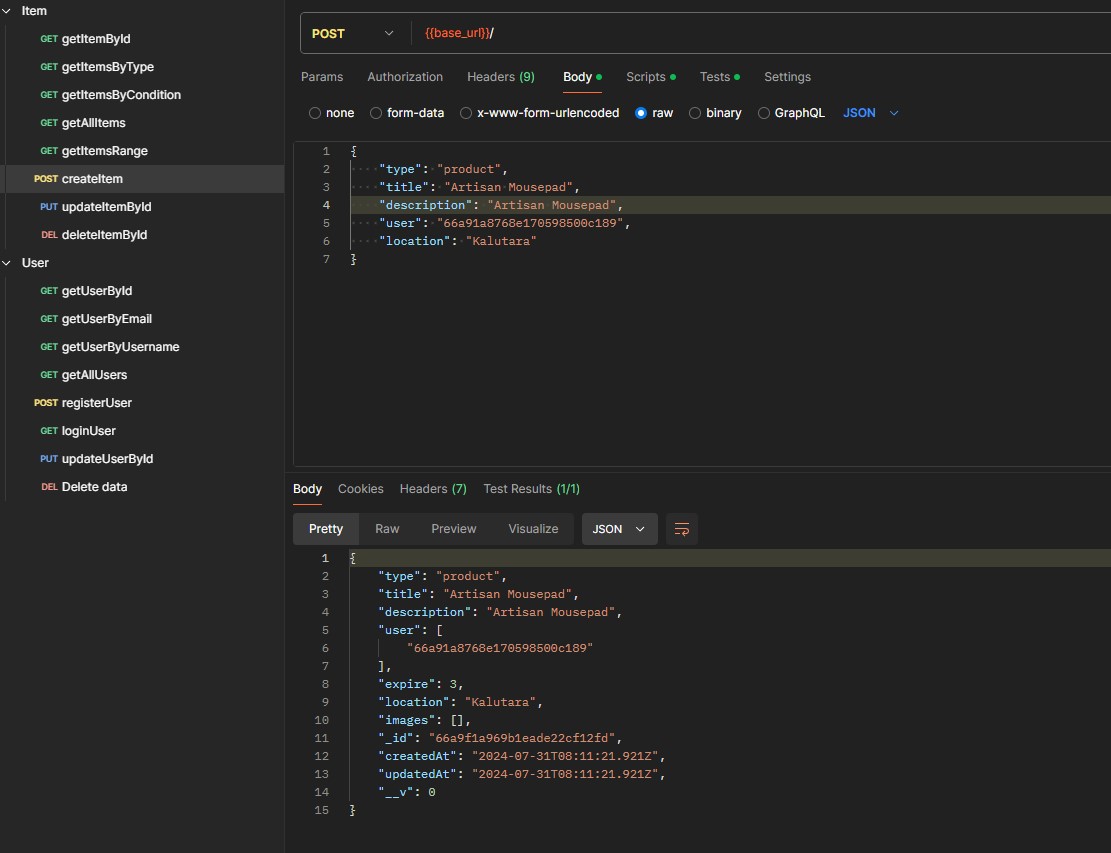 Item
GET getItemById
GET getItemsByType
GET getItemsByCondition
GET getAllItems
GET getItemsRange
POST createItem
PUT updateItemById
DEL deleteItemById
User
GET getUserById
GET getUserByEmail
GET getUserByUsername
GET getAllUsers
POST registerUser
GET loginUser
PUT updateUserById
DEL Delete data
POST {{base_url}}/
Params Authorization Headers (9) Body Scripts Tests Settings
none form-data x-www-form-urlencoded raw binary GraphQL JSON
1 {
2 "type": "product",
3 "title": "Artisan Mousepad",
4 "description": "Artisan Mousepad",
5 "user": "66a91a8768e170598500c189",
6 "location": "Kalutara"
7 }
Body Cookies Headers (7) Test Results (1/1)
Pretty Raw Preview Visualize JSON
1 {
2 "type": "product",
3 "title": "Artisan Mousepad",
4 "description": "Artisan Mousepad",
5 "user": [
6 "66a91a8768e170598500c189"
7 ],
8 "expire": 3,
9 "location": "Kalutara",
10 "images": [],
11 "_id": "66a9f1a969b1eade22cf12fd",
12 "createdAt": "2024-07-31T08:11:21.921Z",
13 "updatedAt": "2024-07-31T08:11:21.921Z",
14 "__v": 0
15 }